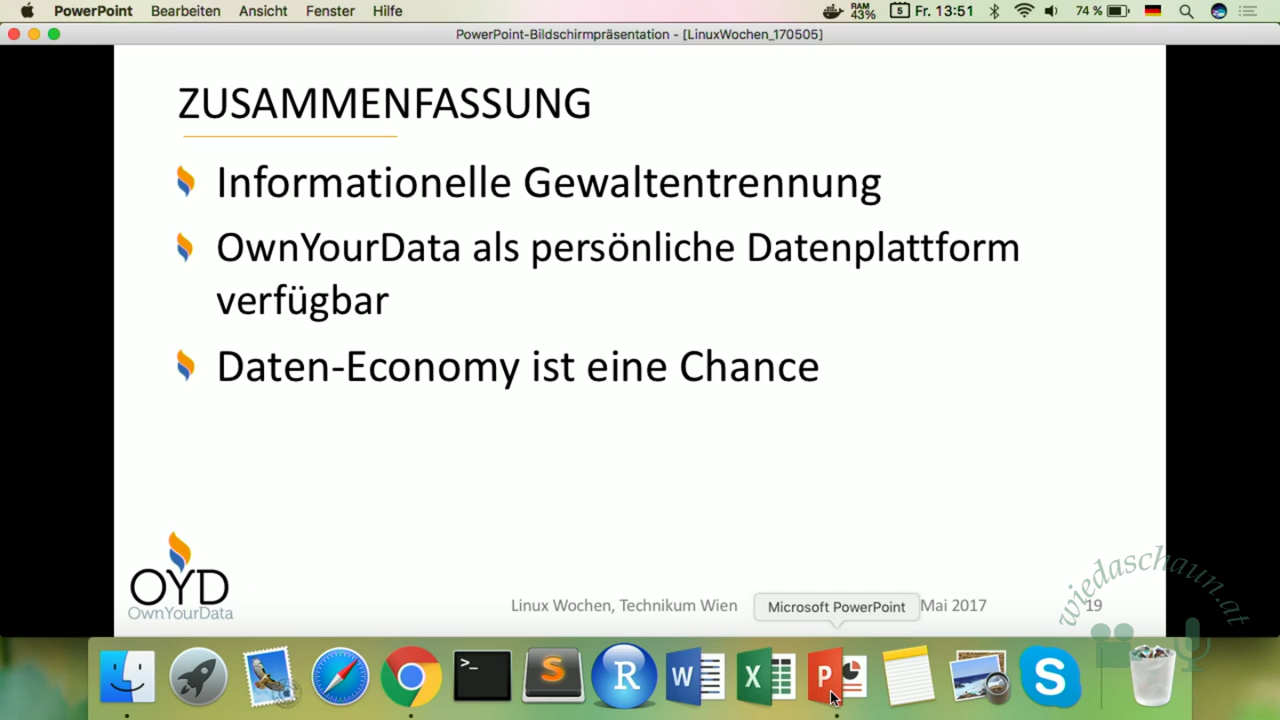 PowerPoint Bearbeiten Ansicht Fenster Hilfe RAM 43% 5 Fr. 13:51 74 %
PowerPoint-Bildschirmpräsentation - [LinuxWochen_170505]
ZUSAMMENFASSUNG
Informationelle Gewaltentrennung
OwnYourData als persönliche Datenplattform
verfügbar
Daten-Economy ist eine Chance
OYD
OwnYourData
Linux Wochen, Technikum Wien
Microsoft PowerPoint
Mai 2017
19
wiedaschaun.at
>_
S
R
W
X
P
S